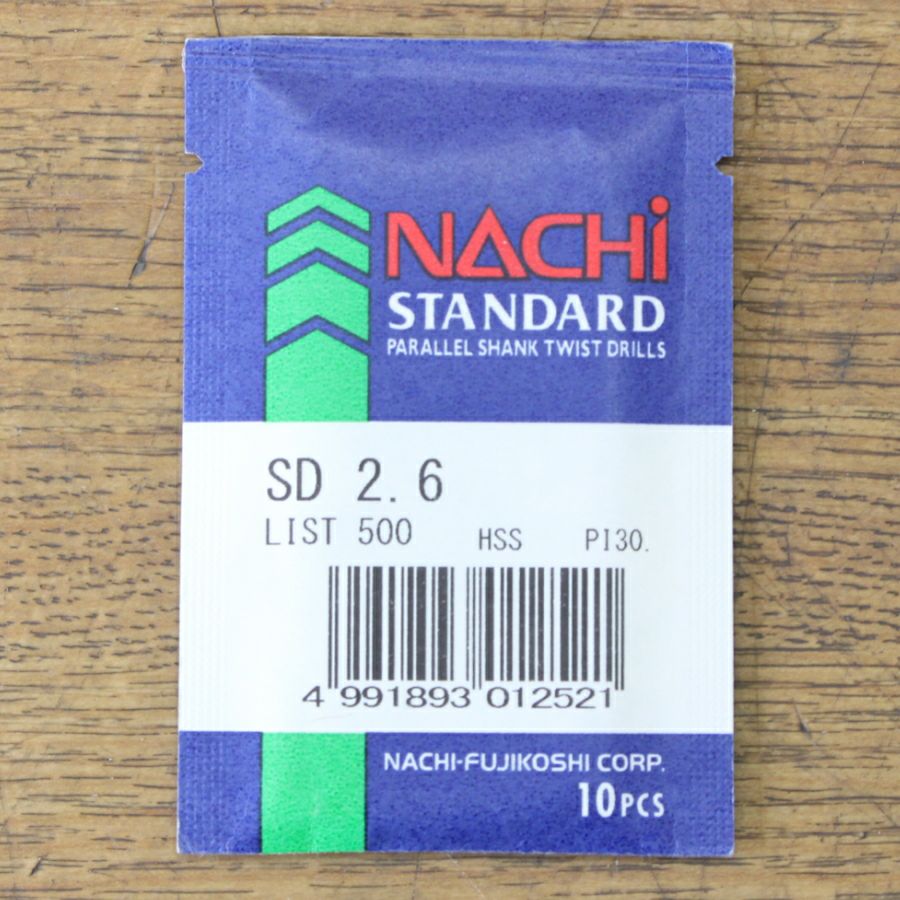 NACHi
STANDARD
PARALLEL SHANK TWIST DRILLS
SD 2.6
LIST 500 HSS PI30.
4 991893 012521
NACHI-FUJIKOSHI CORP.
10PCS